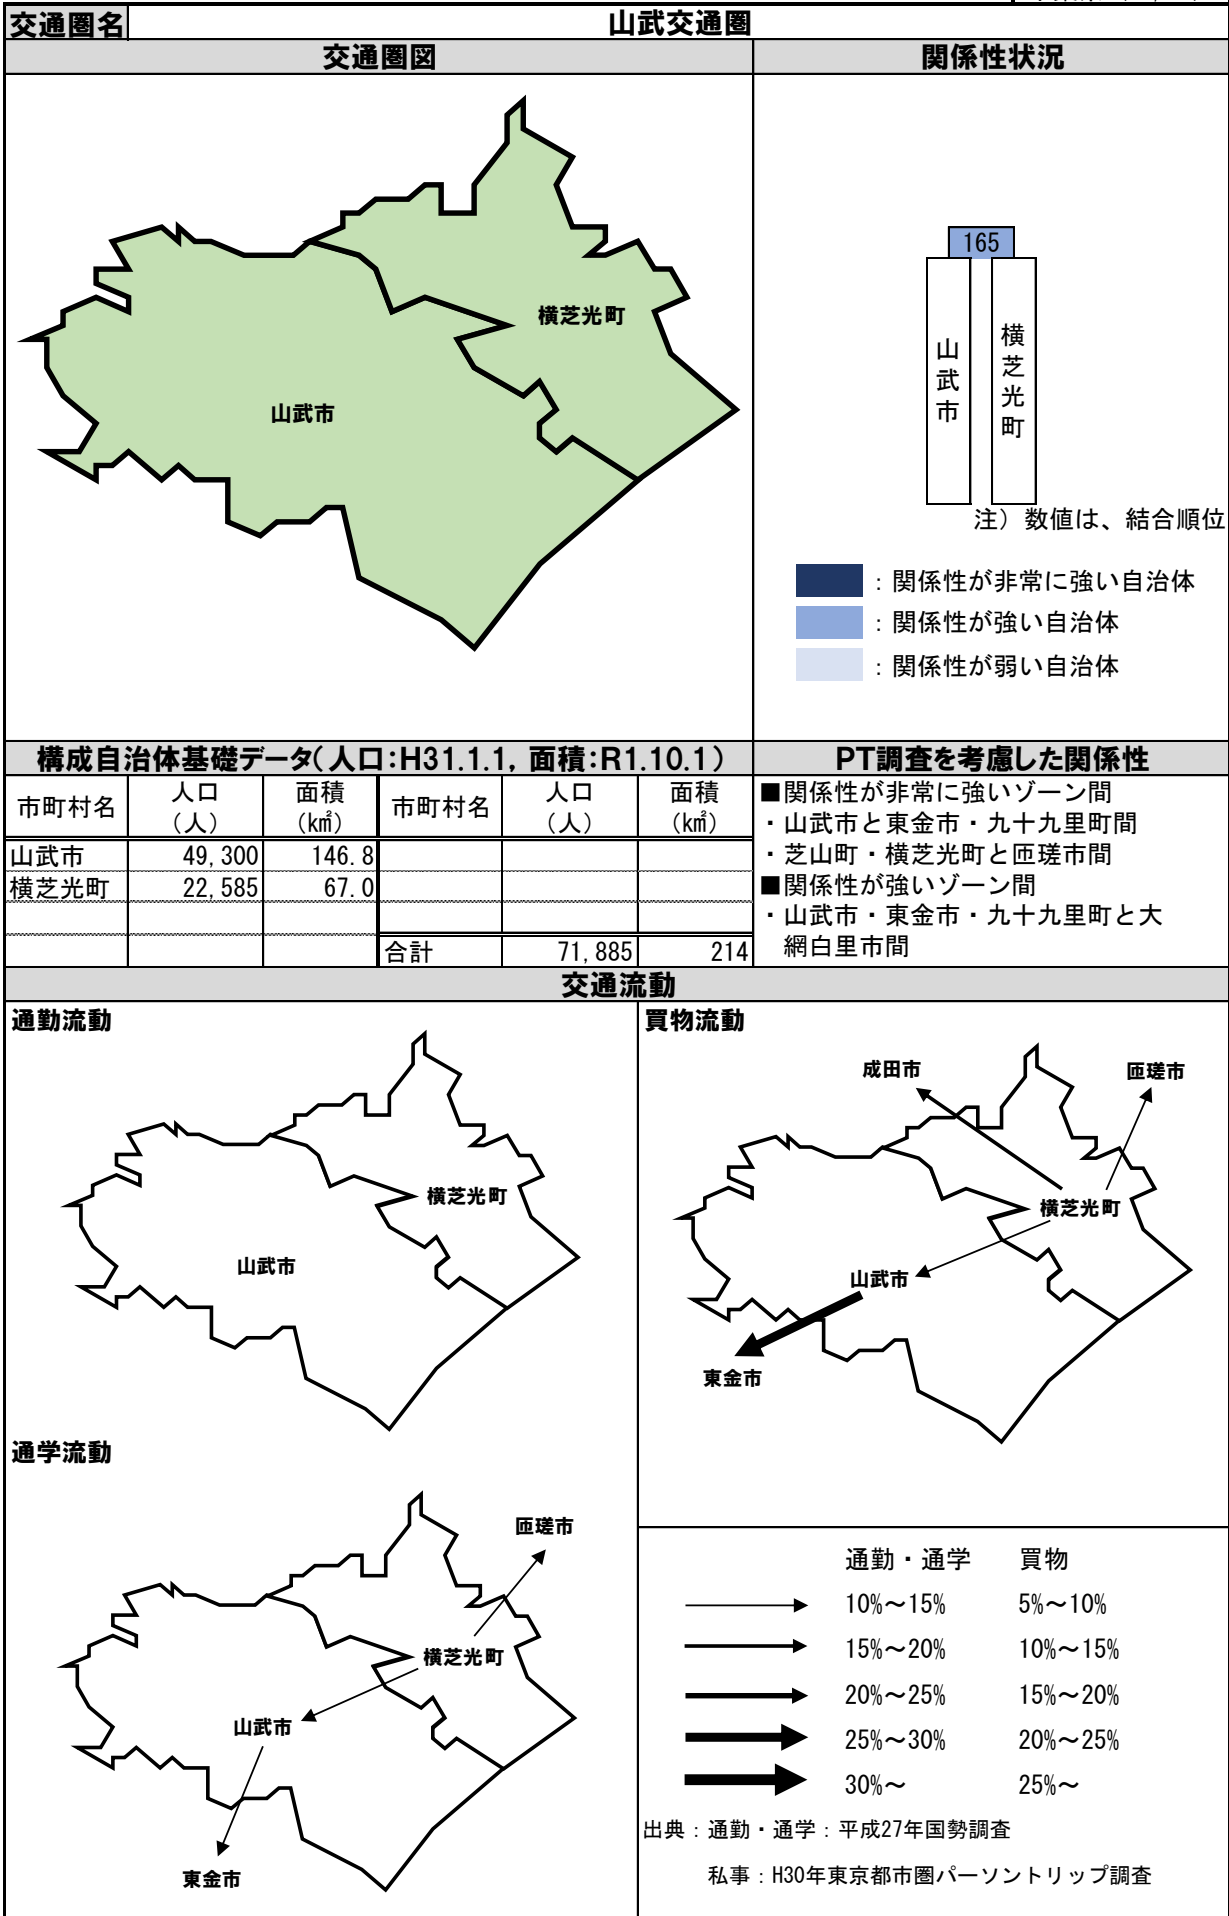 交通圏名
山武交通圏
交通圏図
関係性状況
横芝光町
山武市
165
山武市
横芝光町
注）数値は、結合順位
：関係性が非常に強い自治体
：関係性が強い自治体
：関係性が弱い自治体
構成自治体基礎データ(人口:H31.1.1, 面積:R1.10.1)
市町村名 人口（人） 面積（㎢） 市町村名 人口（人） 面積（㎢）
山武市 49,300 146.8
横芝光町 22,585 67.0
合計 71,885 214
PT調査を考慮した関係性
■関係性が非常に強いゾーン間
・山武市と東金市・九十九里町間
・芝山町・横芝光町と匝瑳市間
■関係性が強いゾーン間
・山武市・東金市・九十九里町と大
網白里市間
交通流動
通勤流動
横芝光町
山武市
買物流動
成田市
匝瑳市
横芝光町
山武市
東金市
通学流動
匝瑳市
横芝光町
山武市
東金市
通勤・通学 買物
10%～15% 5%～10%
15%～20% 10%～15%
20%～25% 15%～20%
25%～30% 20%～25%
30%～ 25%～
出典：通勤・通学：平成27年国勢調査
私事：H30年東京都市圏パーソントリップ調査